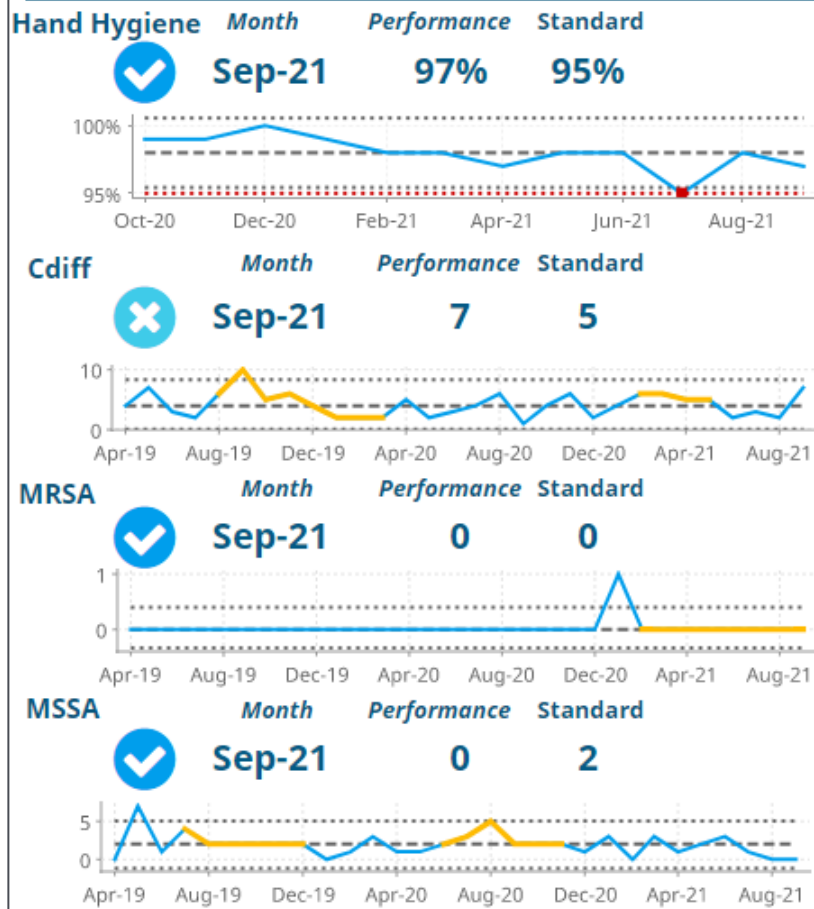 Hand Hygiene Month Performance Standard
Sep-21 97% 95%
100%
95%
Oct-20 Dec-20 Feb-21 Apr-21 Jun-21 Aug-21
Cdiff Month Performance Standard
Sep-21 7 5
10
0
Apr-19 Aug-19 Dec-19 Apr-20 Aug-20 Dec-20 Apr-21 Aug-21
MRSA Month Performance Standard
Sep-21 0 0
1
0
Apr-19 Aug-19 Dec-19 Apr-20 Aug-20 Dec-20 Apr-21 Aug-21
MSSA Month Performance Standard
Sep-21 0 2
5
0
Apr-19 Aug-19 Dec-19 Apr-20 Aug-20 Dec-20 Apr-21 Aug-21